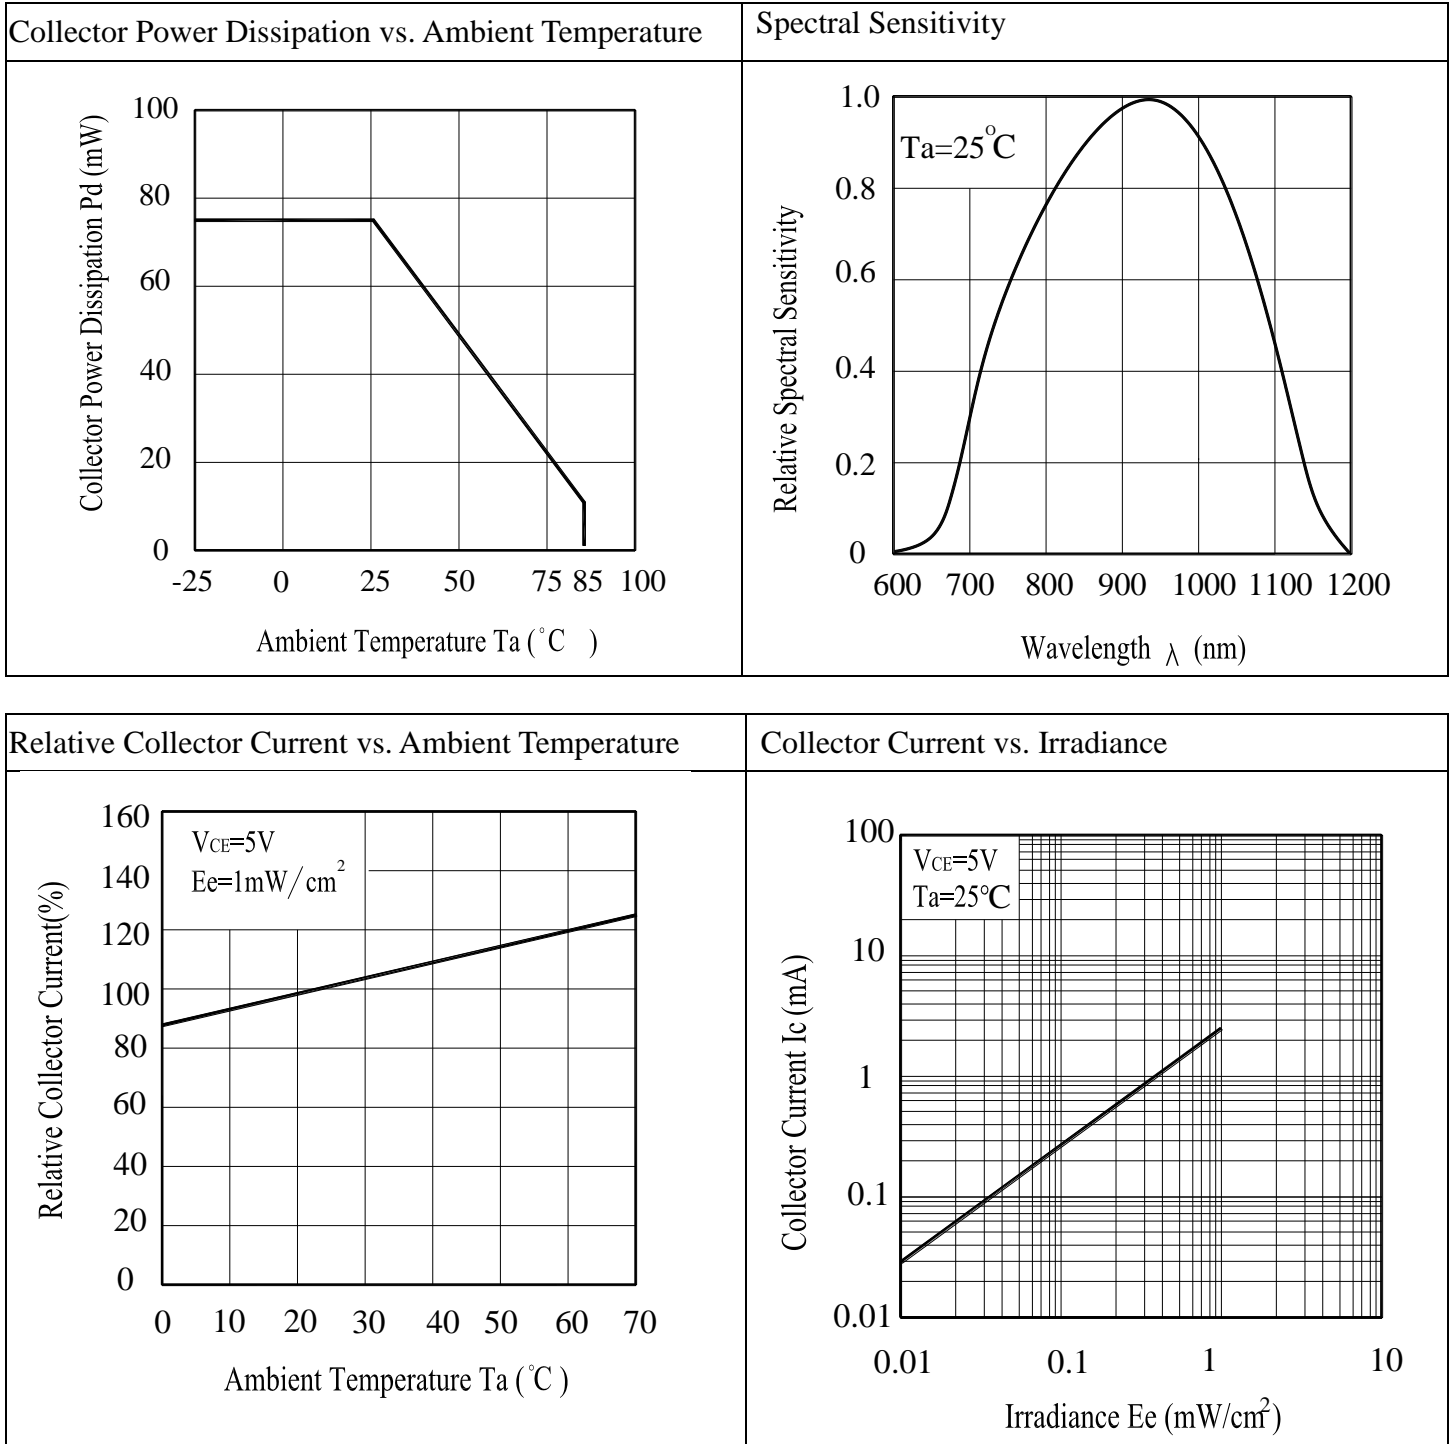 Collector Power Dissipation vs. Ambient Temperature
Spectral Sensitivity
Collector Power Dissipation Pd (mW)
100
80
60
40
20
0
-25 0 25 50 75 85 100
Ambient Temperature Ta (°C )
Relative Spectral Sensitivity
1.0
0.8
0.6
0.4
0.2
0
Ta=25°C
600 700 800 900 1000 1100 1200
Wavelength λ (nm)
Relative Collector Current vs. Ambient Temperature
Collector Current vs. Irradiance
Relative Collector Current(%)
160
140
120
100
80
60
40
20
0
VCE=5V
Ee=1mW/cm²
0 10 20 30 40 50 60 70
Ambient Temperature Ta (°C )
Collector Current Ic (mA)
100
10
1
0.1
0.01
VCE=5V
Ta=25℃
0.01 0.1 1 10
Irradiance Ee (mW/cm²)